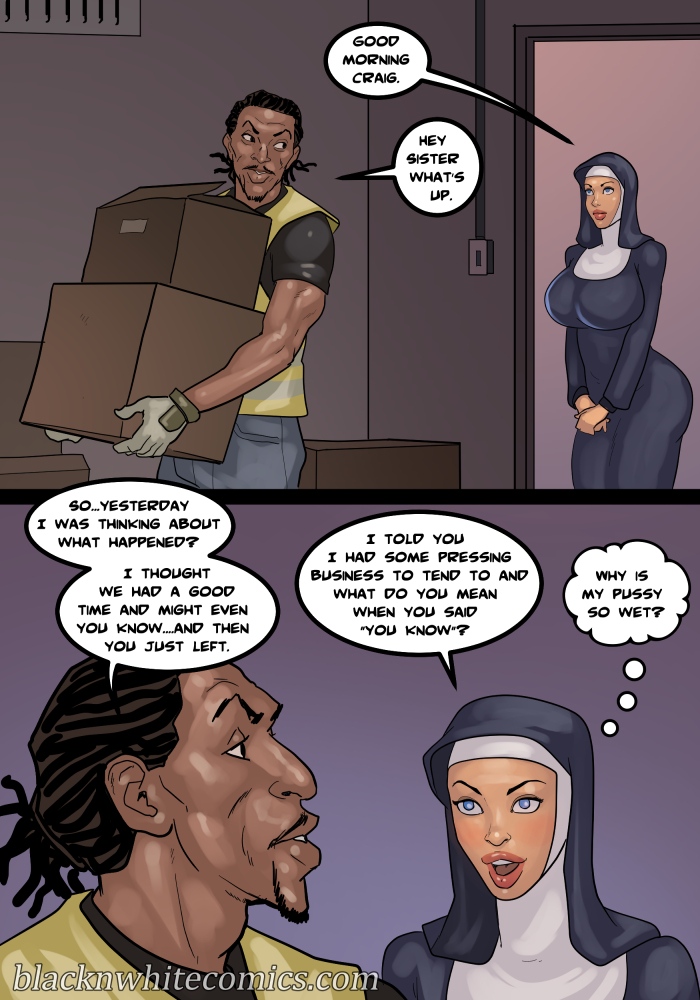 GOOD
MORNING
CRAIG.
HEY
SISTER
WHAT'S
UP.
SO...YESTERDAY
I WAS THINKING ABOUT
WHAT HAPPENED?
I THOUGHT
WE HAD A GOOD
TIME AND MIGHT EVEN
YOU KNOW....AND THEN
YOU JUST LEFT.
I TOLD YOU
I HAD SOME PRESSING
BUSINESS TO TEND TO AND
WHAT DO YOU MEAN
WHEN YOU SAID
"YOU KNOW"?
WHY IS
MY PUSSY
SO WET?
blacknwhitecomics.com